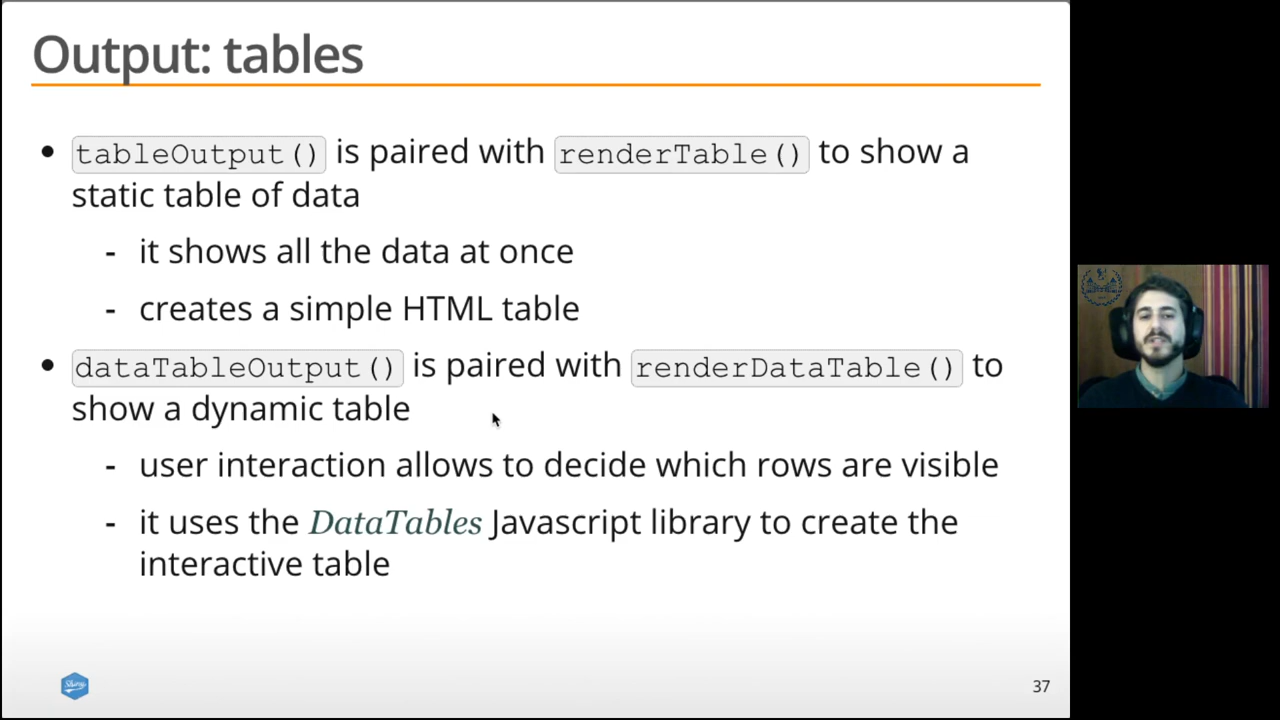 Output: tables
• tableOutput() is paired with renderTable() to show a
static table of data
- it shows all the data at once
- creates a simple HTML table
• dataTableOutput() is paired with renderDataTable() to
show a dynamic table
- user interaction allows to decide which rows are visible
- it uses the DataTables Javascript library to create the
interactive table
Shiny
37